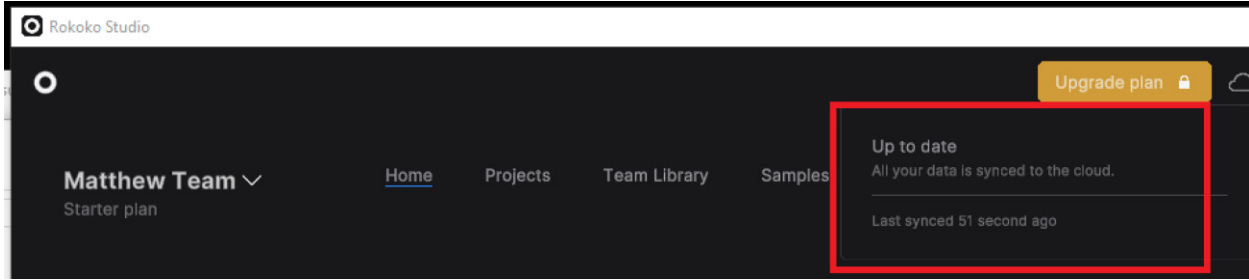 Rokoko Studio
Upgrade plan
Matthew Team
Starter plan
Home
Projects
Team Library
Samples
Up to date
All your data is synced to the cloud.
Last synced 51 second ago